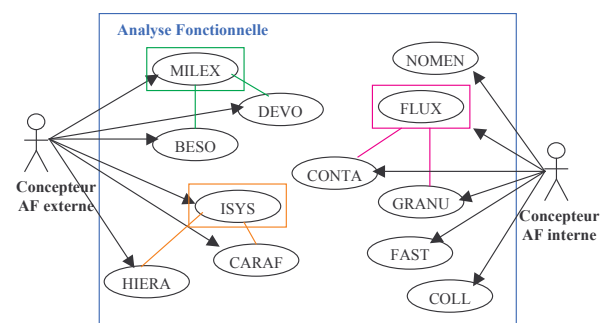 Analyse Fonctionnelle
MILEX
NOMEN
DEVO
FLUX
BESO
CONTA
Concepteur
AF externe
ISYS
GRANU
Concepteur
AF interne
CARAF
FAST
HIERA
COLL